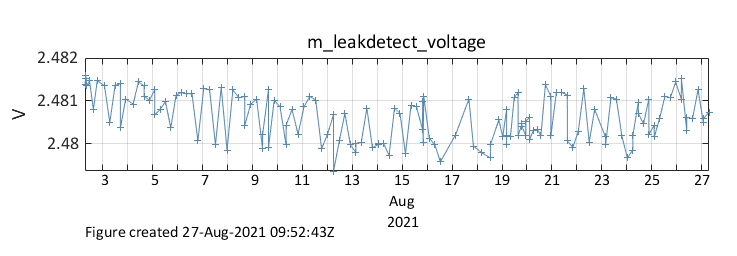 m_leakdetect_voltage
2.482
2.481
2.48
V
3 5 7 9 11 13 15 17 19 21 23 25 27
Aug
2021
Figure created 27-Aug-2021 09:52:43Z